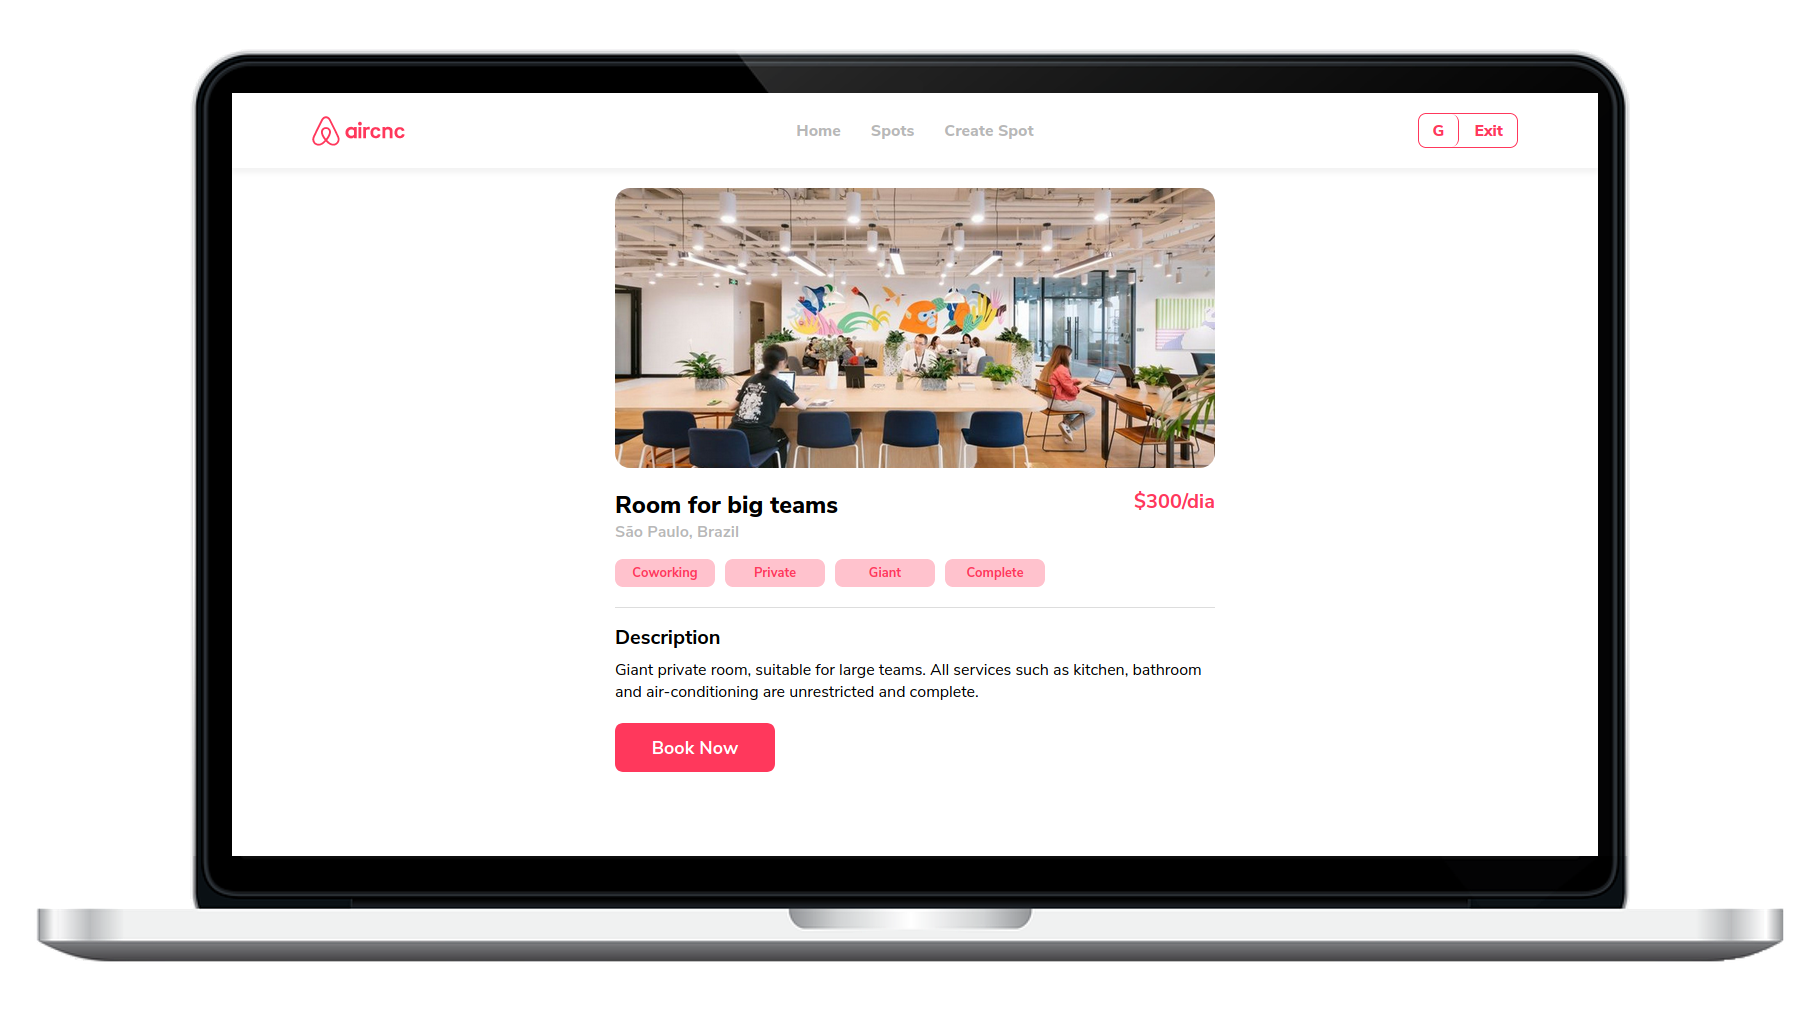 aircnc
Home Spots Create Spot
G Exit
Room for big teams
$300/dia
São Paulo, Brazil
Coworking Private Giant Complete
Description
Giant private room, suitable for large teams. All services such as kitchen, bathroom
and air-conditioning are unrestricted and complete.
Book Now